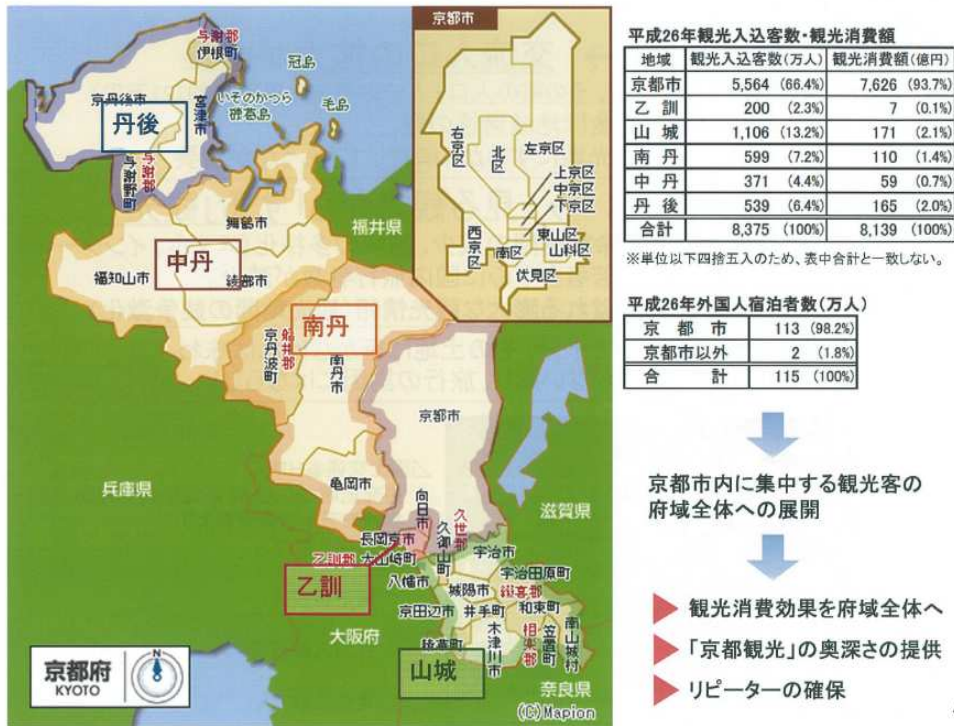 京都市
右京区
北区
左京区
上京区
中京区
下京区
西京区
南区
東山区
山科区
伏見区
与謝郡
伊根町
冠島
京丹後市
いそのかつら
礒葛島
毛島
宮津市
丹後
与謝郡
与謝野町
舞鶴市
福井県
中丹
福知山市
綾部市
南丹
船井郡
京丹波町
南丹市
京都市
亀岡市
兵庫県
滋賀県
向日市
長岡京市
久世郡
久御山町
乙訓郡
大山崎町
宇治市
宇治田原町
八幡市
城陽市
綴喜郡
乙訓
京田辺市
井手町
和束町
大阪府
精華町
木津川市
相楽郡
笠置町
南山城村
山城
奈良県
京都府
KYOTO
N
(C)Mapion
平成26年観光入込客数・観光消費額
地域 観光入込客数(万人) 観光消費額(億円)
京都市 5,564 (66.4%) 7,626 (93.7%)
乙 訓 200 (2.3%) 7 (0.1%)
山 城 1,106 (13.2%) 171 (2.1%)
南 丹 599 (7.2%) 110 (1.4%)
中 丹 371 (4.4%) 59 (0.7%)
丹 後 539 (6.4%) 165 (2.0%)
合計 8,375 (100%) 8,139 (100%)
※単位以下四捨五入のため、表中合計と一致しない。
平成26年外国人宿泊者数(万人)
京 都 市 113 (98.2%)
京都市以外 2 (1.8%)
合 計 115 (100%)
京都市内に集中する観光客の
府域全体への展開
観光消費効果を府域全体へ
「京都観光」の奥深さの提供
リピーターの確保